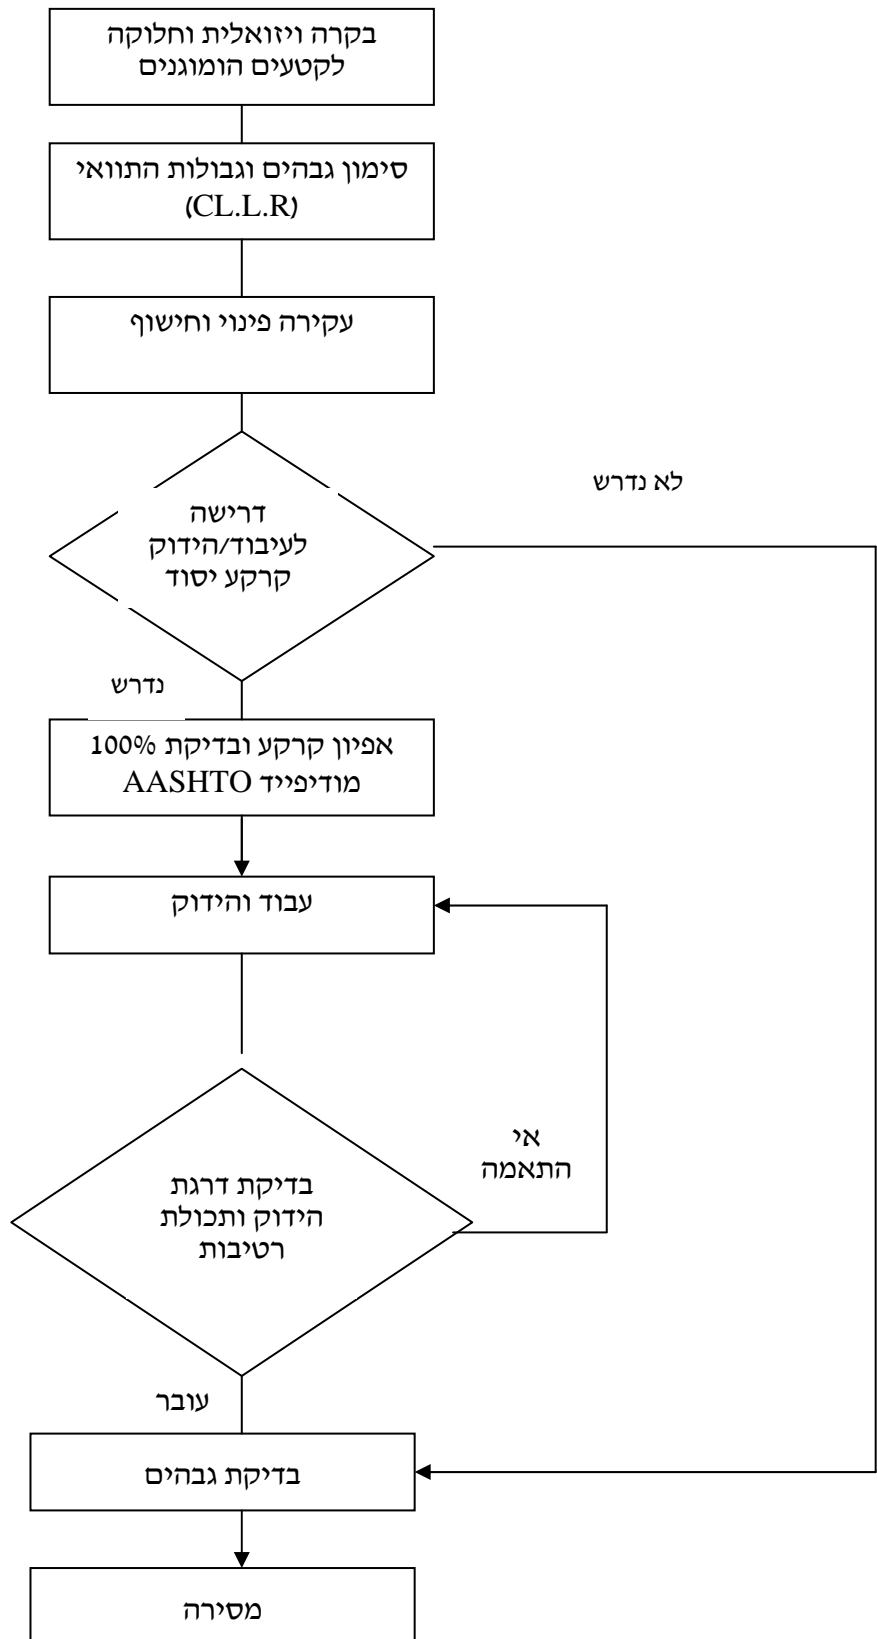 בקרה ויזואלית וחלוקה
לקטעים הומוגנים
סימון גבהים וגבולות התוואי
(CL.L.R)
עקירה פינוי וחישוף
דרישה
לעיבוד/הידוק
קרקע יסוד
לא נדרש
נדרש
אפיון קרקע ובדיקת 100%
מודיפייד AASHTO
עבוד והידוק
אי
התאמה
בדיקת דרגת
הידוק ותכולת
רטיבות
עובר
בדיקת גבהים
מסירה